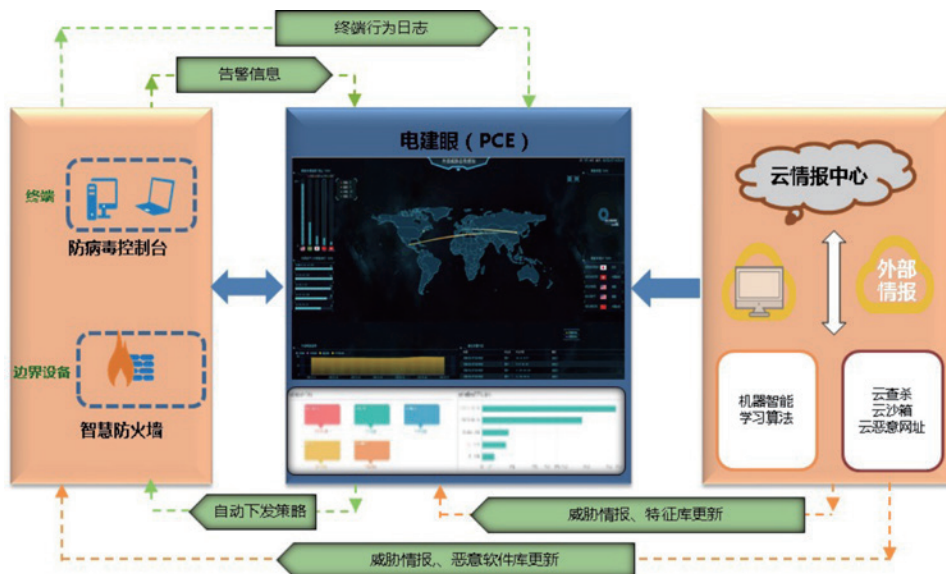 终端行为日志
告警信息
电建眼（PCE）
云情报中心
终端
防病毒控制台
外部
情报
边界设备
智慧防火墙
机器智能
学习算法
云查杀
云沙箱
云恶意网址
自动下发策略
威胁情报、特征库更新
威胁情报、恶意软件库更新